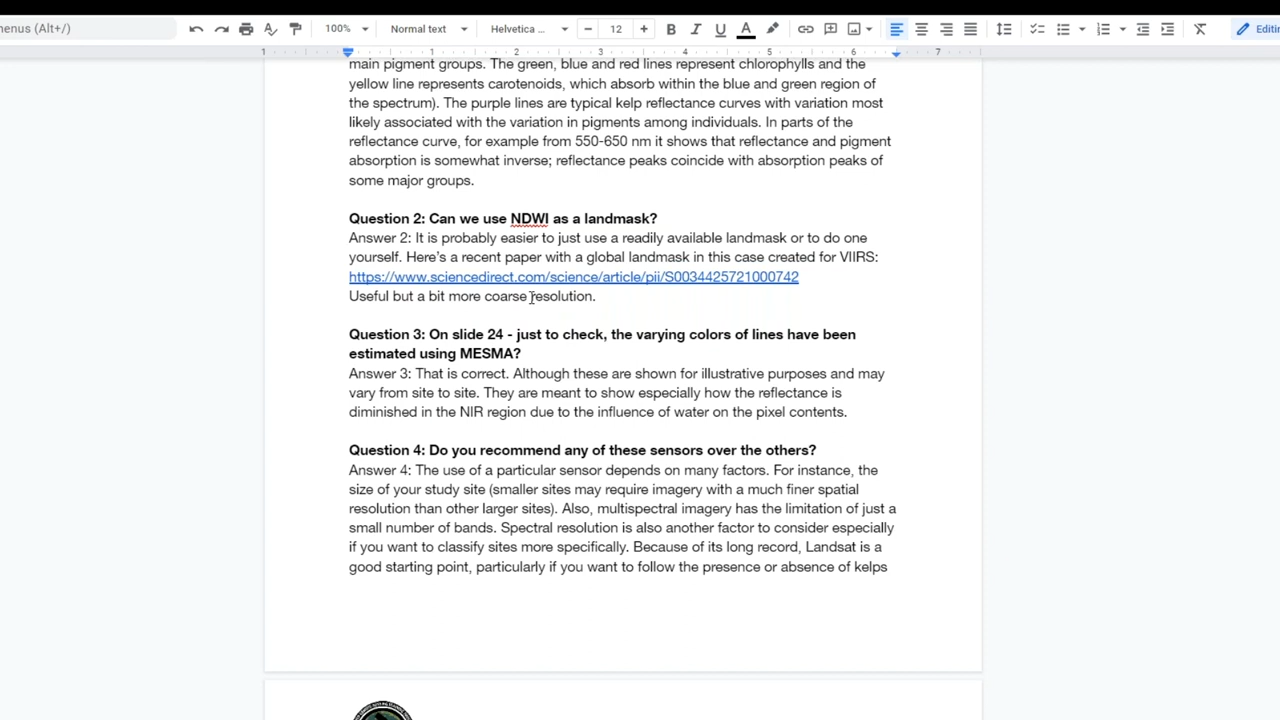 enus (Alt+/)
100%
Normal text
Helvetica ...
12
B I U A
Editin
1 1 2 3 4 5 6 7
main pigment groups. The green, blue and red lines represent chlorophylls and the
yellow line represents carotenoids, which absorb within the blue and green region of
the spectrum). The purple lines are typical kelp reflectance curves with variation most
likely associated with the variation in pigments among individuals. In parts of the
reflectance curve, for example from 550-650 nm it shows that reflectance and pigment
absorption is somewhat inverse; reflectance peaks coincide with absorption peaks of
some major groups.
Question 2: Can we use NDWI as a landmask?
Answer 2: It is probably easier to just use a readily available landmask or to do one
yourself. Here's a recent paper with a global landmask in this case created for VIIRS:
https://www.sciencedirect.com/science/article/pii/S0034425721000742
Useful but a bit more coarse resolution.
Question 3: On slide 24 - just to check, the varying colors of lines have been
estimated using MESMA?
Answer 3: That is correct. Although these are shown for illustrative purposes and may
vary from site to site. They are meant to show especially how the reflectance is
diminished in the NIR region due to the influence of water on the pixel contents.
Question 4: Do you recommend any of these sensors over the others?
Answer 4: The use of a particular sensor depends on many factors. For instance, the
size of your study site (smaller sites may require imagery with a much finer spatial
resolution than other larger sites). Also, multispectral imagery has the limitation of just a
small number of bands. Spectral resolution is also another factor to consider especially
if you want to classify sites more specifically. Because of its long record, Landsat is a
good starting point, particularly if you want to follow the presence or absence of kelps